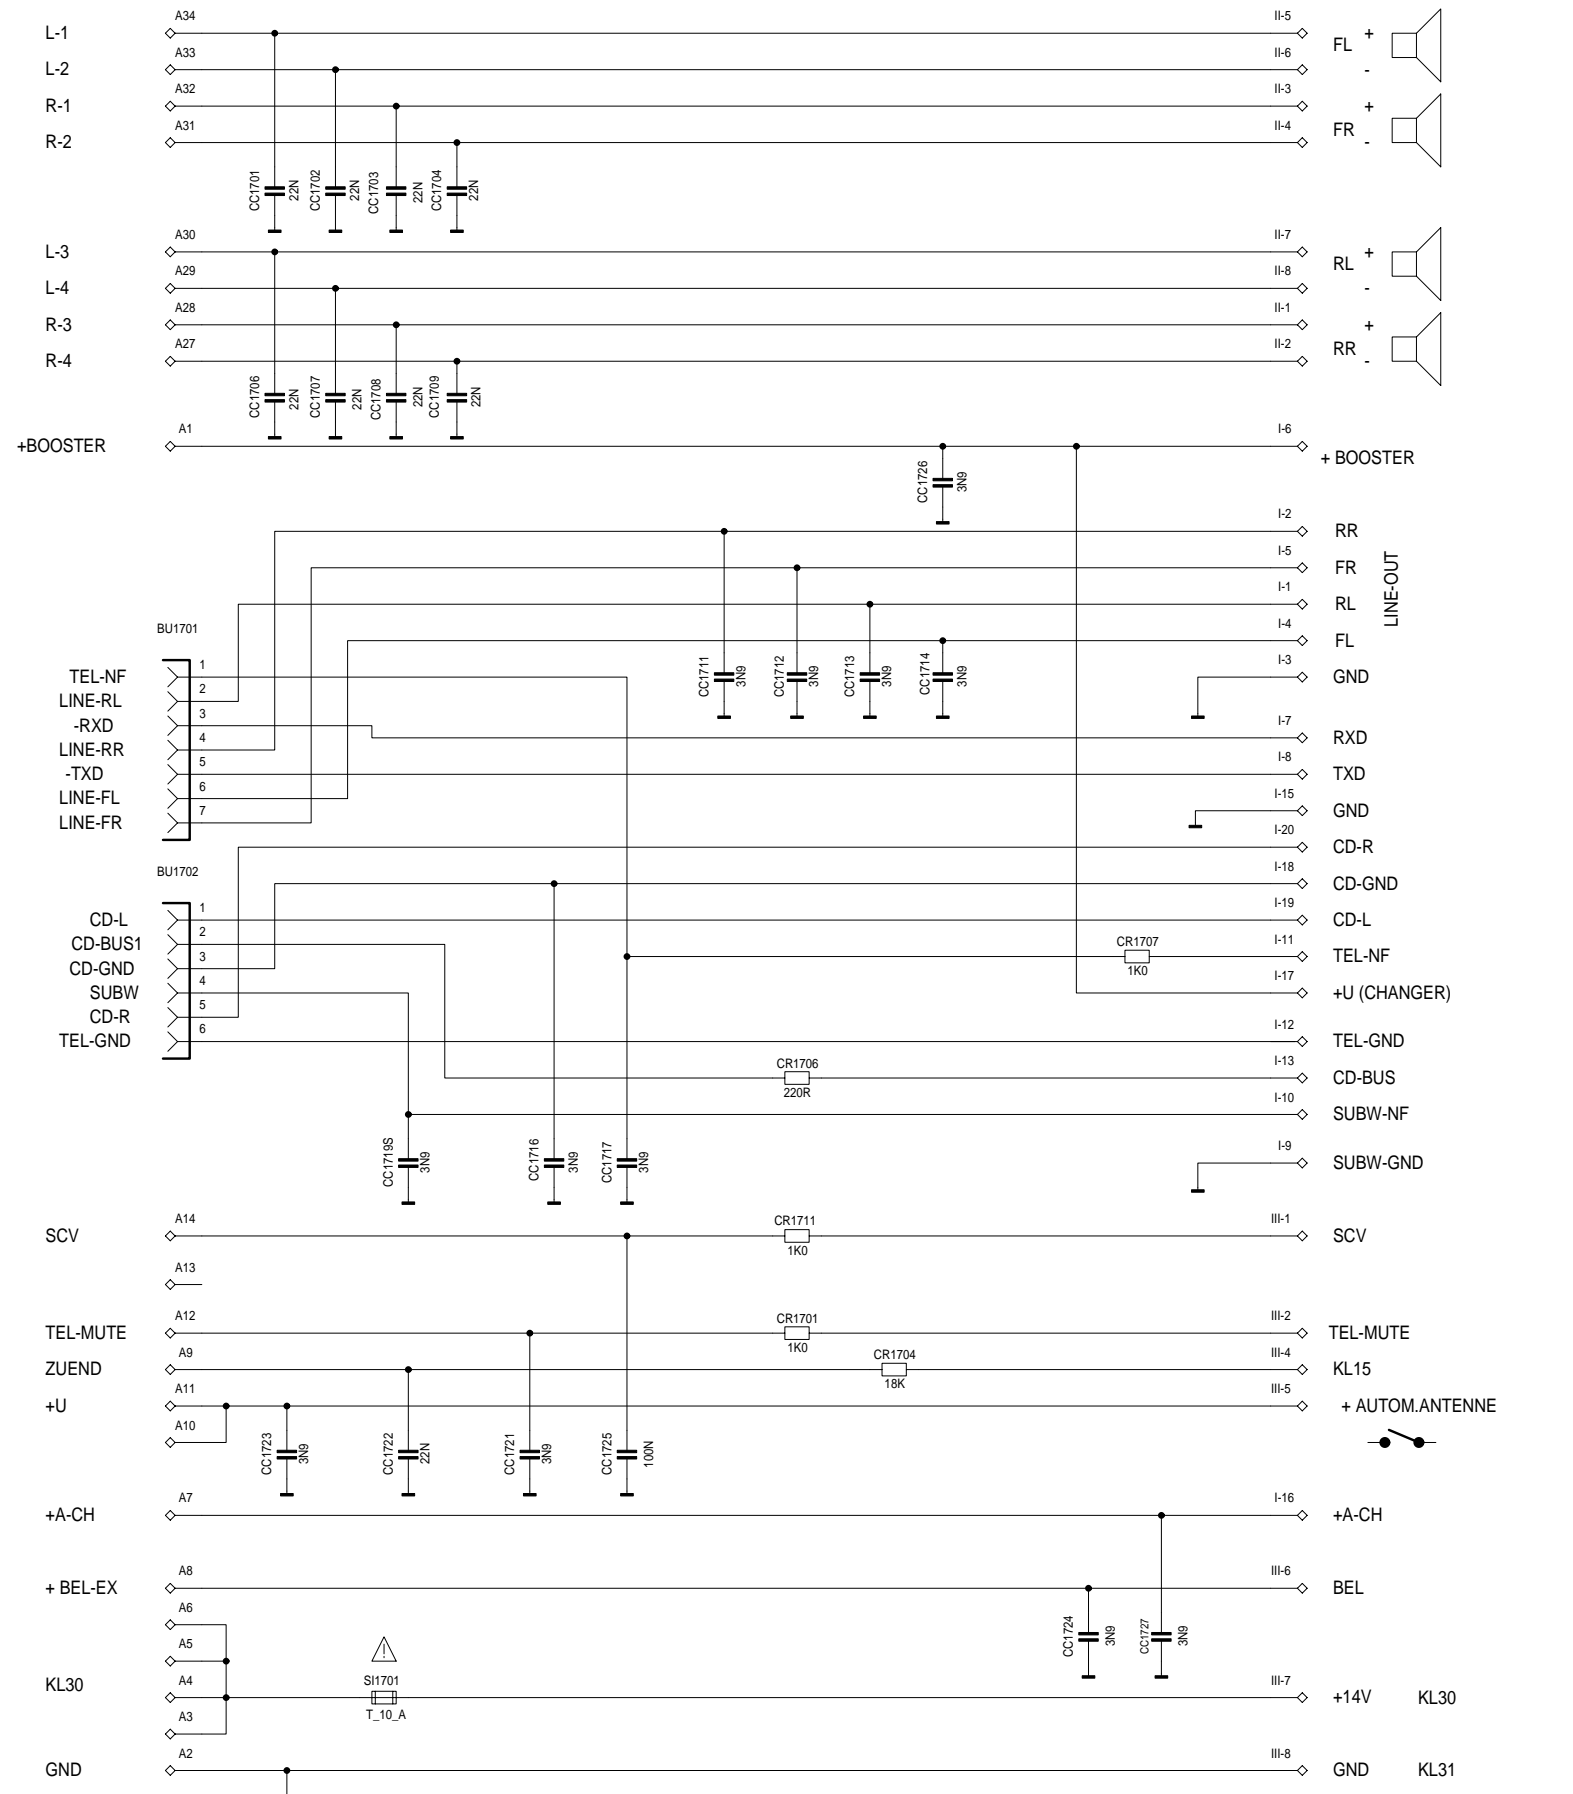 A34 II-5
L-1 FL +
A33 II-6
L-2 -
A32 II-3
R-1 +
A31 II-4
R-2 FR -
CC1701 22N CC1702 22N CC1703 22N CC1704 22N
A30 II-7
L-3 RL +
A29 II-8
L-4 -
A28 II-1
R-3 +
A27 II-2
R-4 RR -
CC1706 22N CC1707 22N CC1708 22N CC1709 22N
A1 I-6
+BOOSTER + BOOSTER
CC1726 3N9
I-2
RR
I-5
FR
LINE-OUT
I-1
RL
BU1701 I-4
FL
CC1711 3N9 CC1712 3N9 CC1713 3N9 CC1714 3N9
1 I-3
TEL-NF GND
2
LINE-RL
3
-RXD I-7
4 RXD
LINE-RR
5 I-8
-TXD TXD
6 I-15
LINE-FL
7 GND
LINE-FR
I-20
CD-R
BU1702 I-18
CD-GND
1 I-19
CD-L CD-L
2 I-11
CD-BUS1 CR1707
3 TEL-NF
CD-GND 1K0
4 I-17
SUBW +U (CHANGER)
5
CD-R
6 I-12
TEL-GND TEL-GND
CR1706 I-13
CD-BUS
220R
I-10
SUBW-NF
CC1719S 3N9 CC1716 3N9 CC1717 3N9
I-9
SUBW-GND
A14 CR1711 III-1
SCV SCV
1K0
A13
A12 CR1701 III-2
TEL-MUTE TEL-MUTE
1K0
A9 CR1704 III-4
ZUEND KL15
18K
A11 III-5
+U + AUTOM.ANTENNE
A10
CC1723 3N9 CC1722 22N CC1721 3N9 CC1725 100N
A7 I-16
+A-CH +A-CH
A8 III-6
+ BEL-EX BEL
A6
CC1724 3N9 CC1727 3N9
A5 !
A4 SI1701 III-7
KL30 +14V KL30
T_10_A
A3
A2 III-8
GND GND KL31